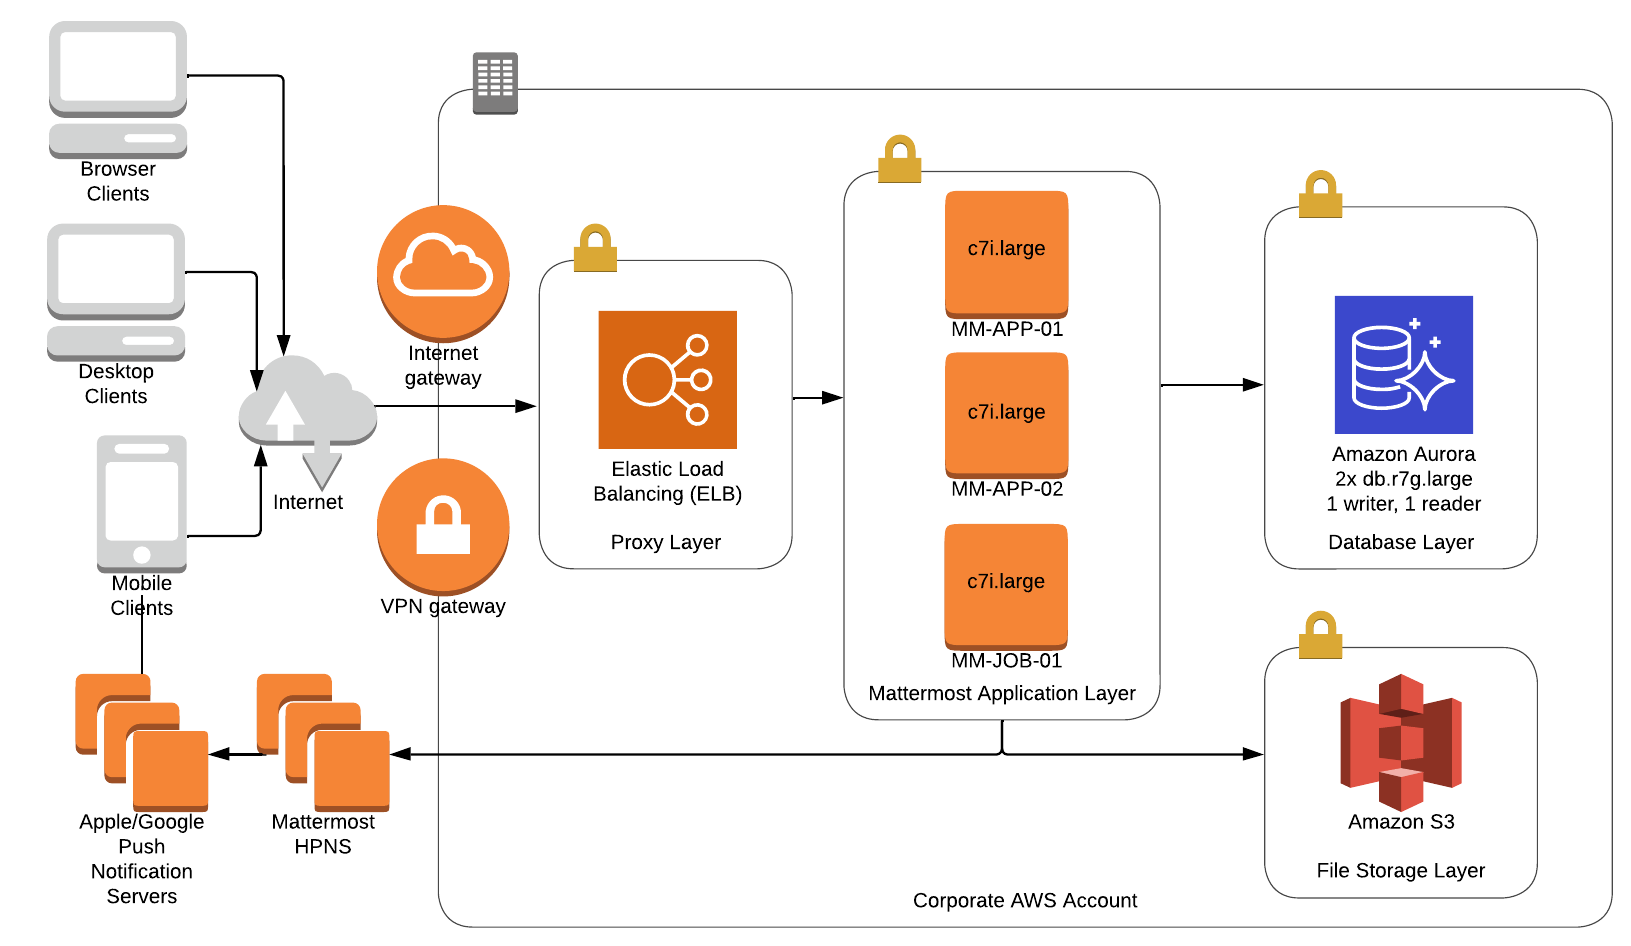 Browser
Clients
Desktop
Clients
Mobile
Clients
Internet
Internet
gateway
VPN gateway
Elastic Load
Balancing (ELB)
Proxy Layer
c7i.large
MM-APP-01
c7i.large
MM-APP-02
c7i.large
MM-JOB-01
Mattermost Application Layer
Amazon Aurora
2x db.r7g.large
1 writer, 1 reader
Database Layer
Amazon S3
File Storage Layer
Apple/Google
Push
Notification
Servers
Mattermost
HPNS
Corporate AWS Account